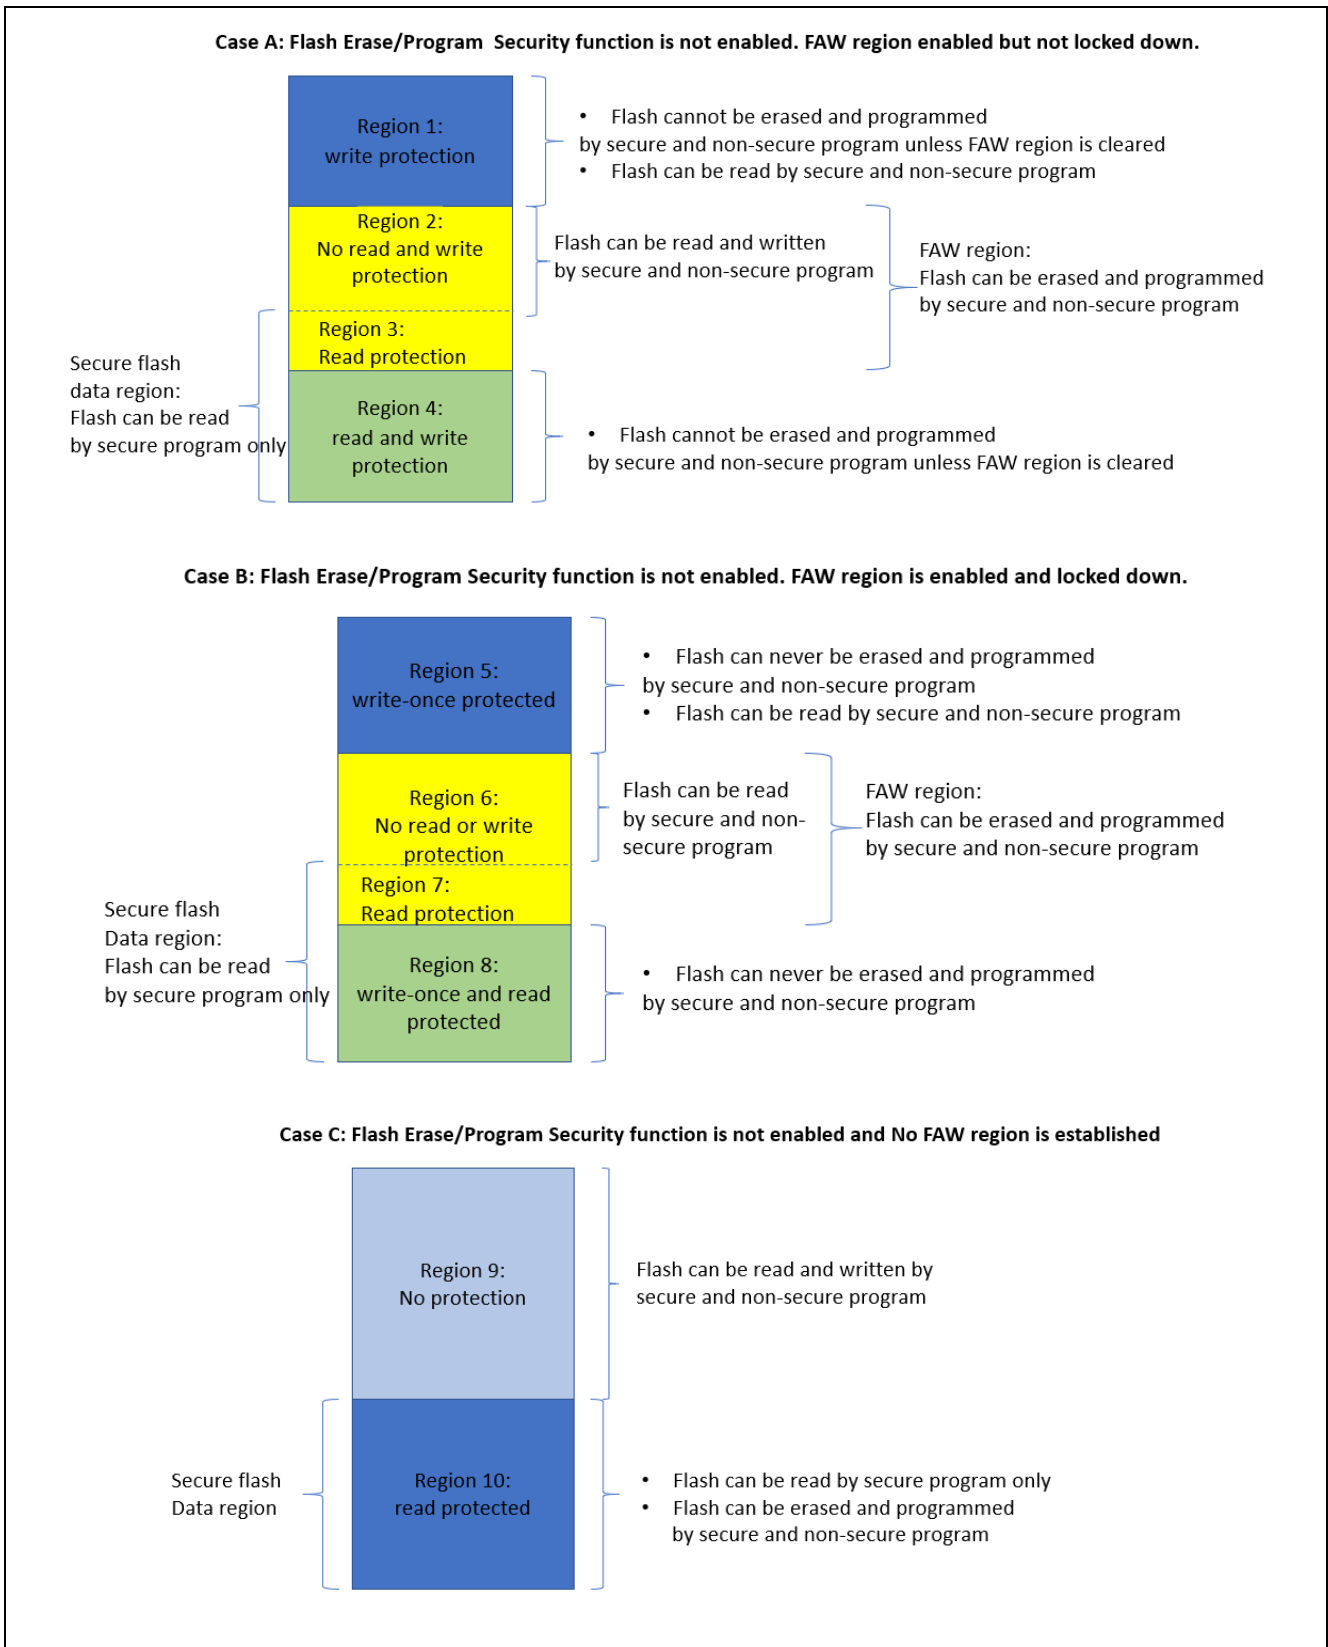 Case A: Flash Erase/Program Security function is not enabled. FAW region enabled but not locked down.
Region 1:
write protection
• Flash cannot be erased and programmed
by secure and non-secure program unless FAW region is cleared
• Flash can be read by secure and non-secure program
Region 2:
No read and write
protection
Flash can be read and written
by secure and non-secure program
FAW region:
Flash can be erased and programmed
by secure and non-secure program
Region 3:
Read protection
Secure flash
data region:
Flash can be read
by secure program only
Region 4:
read and write
protection
• Flash cannot be erased and programmed
by secure and non-secure program unless FAW region is cleared
Case B: Flash Erase/Program Security function is not enabled. FAW region is enabled and locked down.
Region 5:
write-once protected
• Flash can never be erased and programmed
by secure and non-secure program
• Flash can be read by secure and non-secure program
Region 6:
No read or write
protection
Flash can be read
by secure and non-
secure program
FAW region:
Flash can be erased and programmed
by secure and non-secure program
Region 7:
Read protection
Secure flash
Data region:
Flash can be read
by secure program only
Region 8:
write-once and read
protected
• Flash can never be erased and programmed
by secure and non-secure program
Case C: Flash Erase/Program Security function is not enabled and No FAW region is established
Region 9:
No protection
Flash can be read and written by
secure and non-secure program
Secure flash
Data region
Region 10:
read protected
• Flash can be read by secure program only
• Flash can be erased and programmed
by secure and non-secure program